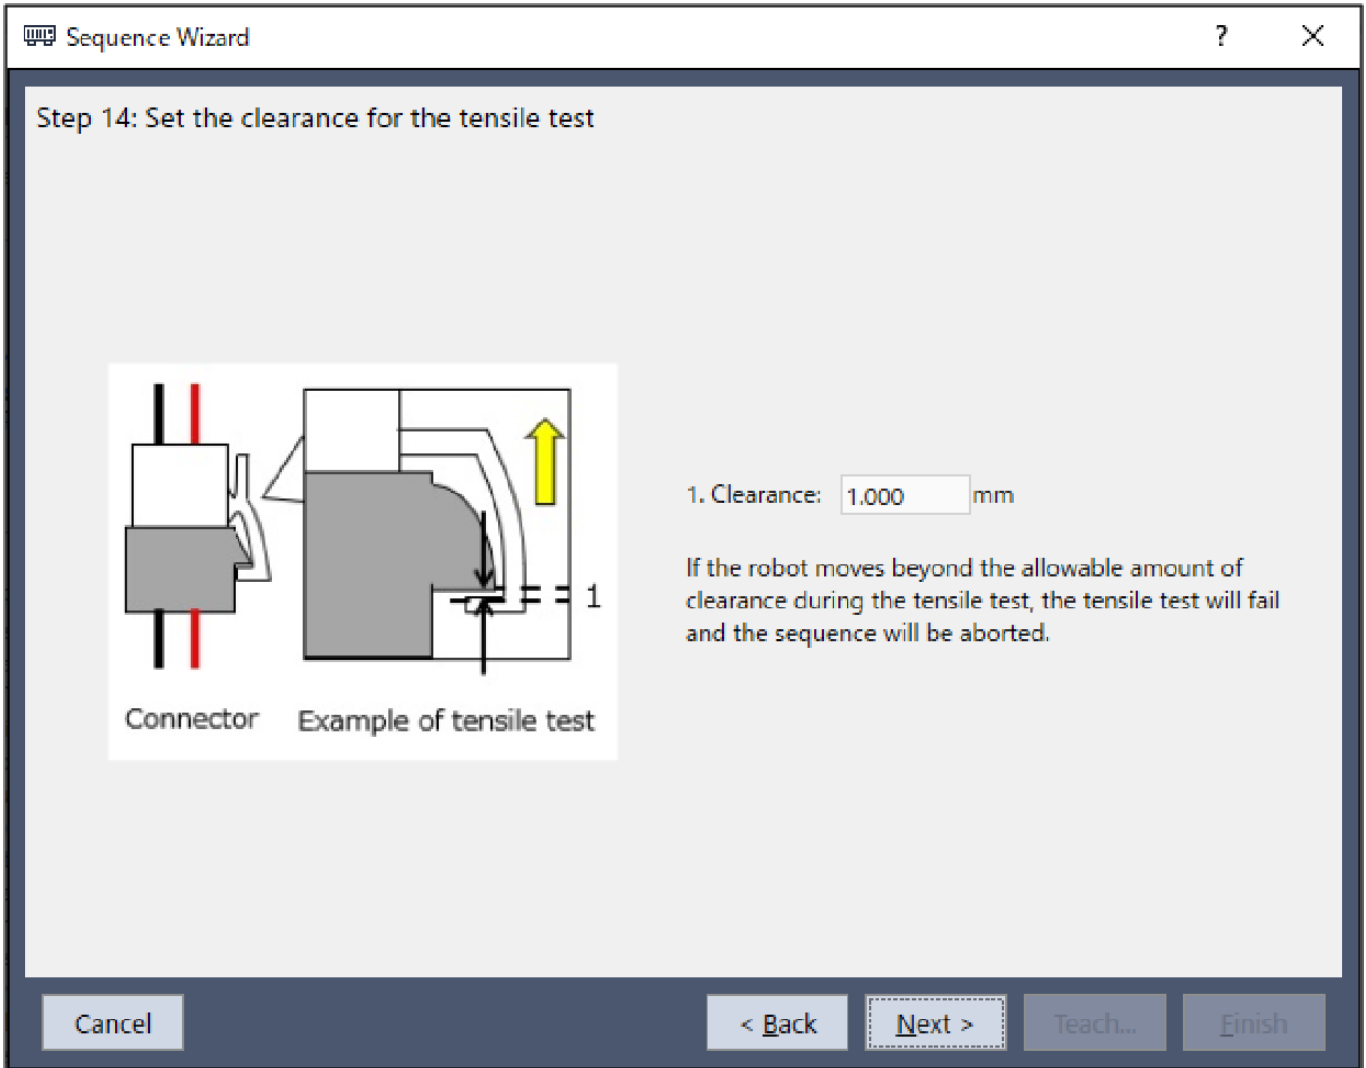 Sequence Wizard
?
Step 14: Set the clearance for the tensile test
1
Connector
Example of tensile test
1. Clearance: 1.000 mm
If the robot moves beyond the allowable amount of
clearance during the tensile test, the tensile test will fail
and the sequence will be aborted.
Cancel
< Back
Next >
Teach...
Finish